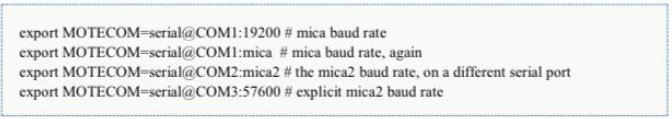 export MOTECOM=serial@COM1:19200 # mica baud rate
export MOTECOM=serial@COM1:mica # mica baud rate, again
export MOTECOM=serial@COM2:mica2 # the mica2 baud rate, on a different serial port
export MOTECOM=serial@COM3:57600 # explicit mica2 baud rate